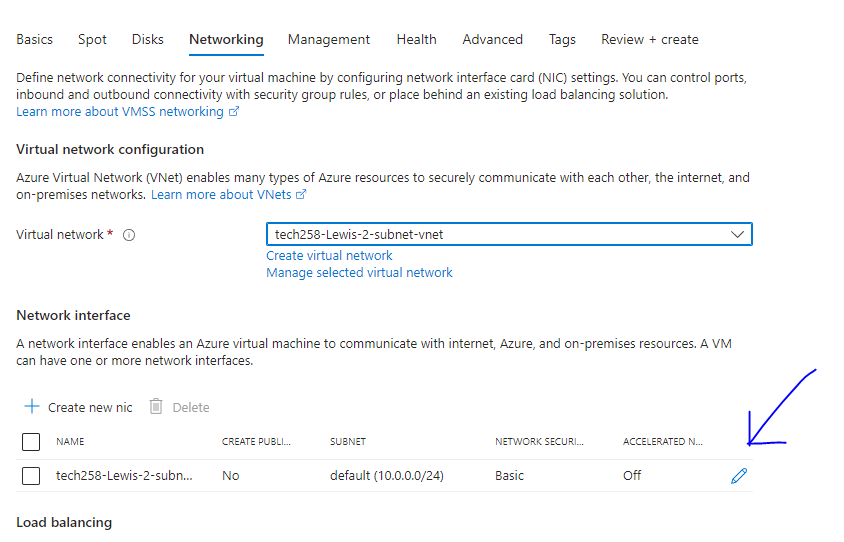 Basics Spot Disks Networking Management Health Advanced Tags Review + create
Define network connectivity for your virtual machine by configuring network interface card (NIC) settings. You can control ports,
inbound and outbound connectivity with security group rules, or place behind an existing load balancing solution.
Learn more about VMSS networking
Virtual network configuration
Azure Virtual Network (VNet) enables many types of Azure resources to securely communicate with each other, the internet, and
on-premises networks. Learn more about VNets
Virtual network * tech258-Lewis-2-subnet-vnet
Create virtual network
Manage selected virtual network
Network interface
A network interface enables an Azure virtual machine to communicate with internet, Azure, and on-premises resources. A VM
can have one or more network interfaces.
Create new nic Delete
NAME CREATE PUBLI... SUBNET NETWORK SECURI... ACCELERATED N...
tech258-Lewis-2-subn... No default (10.0.0.0/24) Basic Off
Load balancing